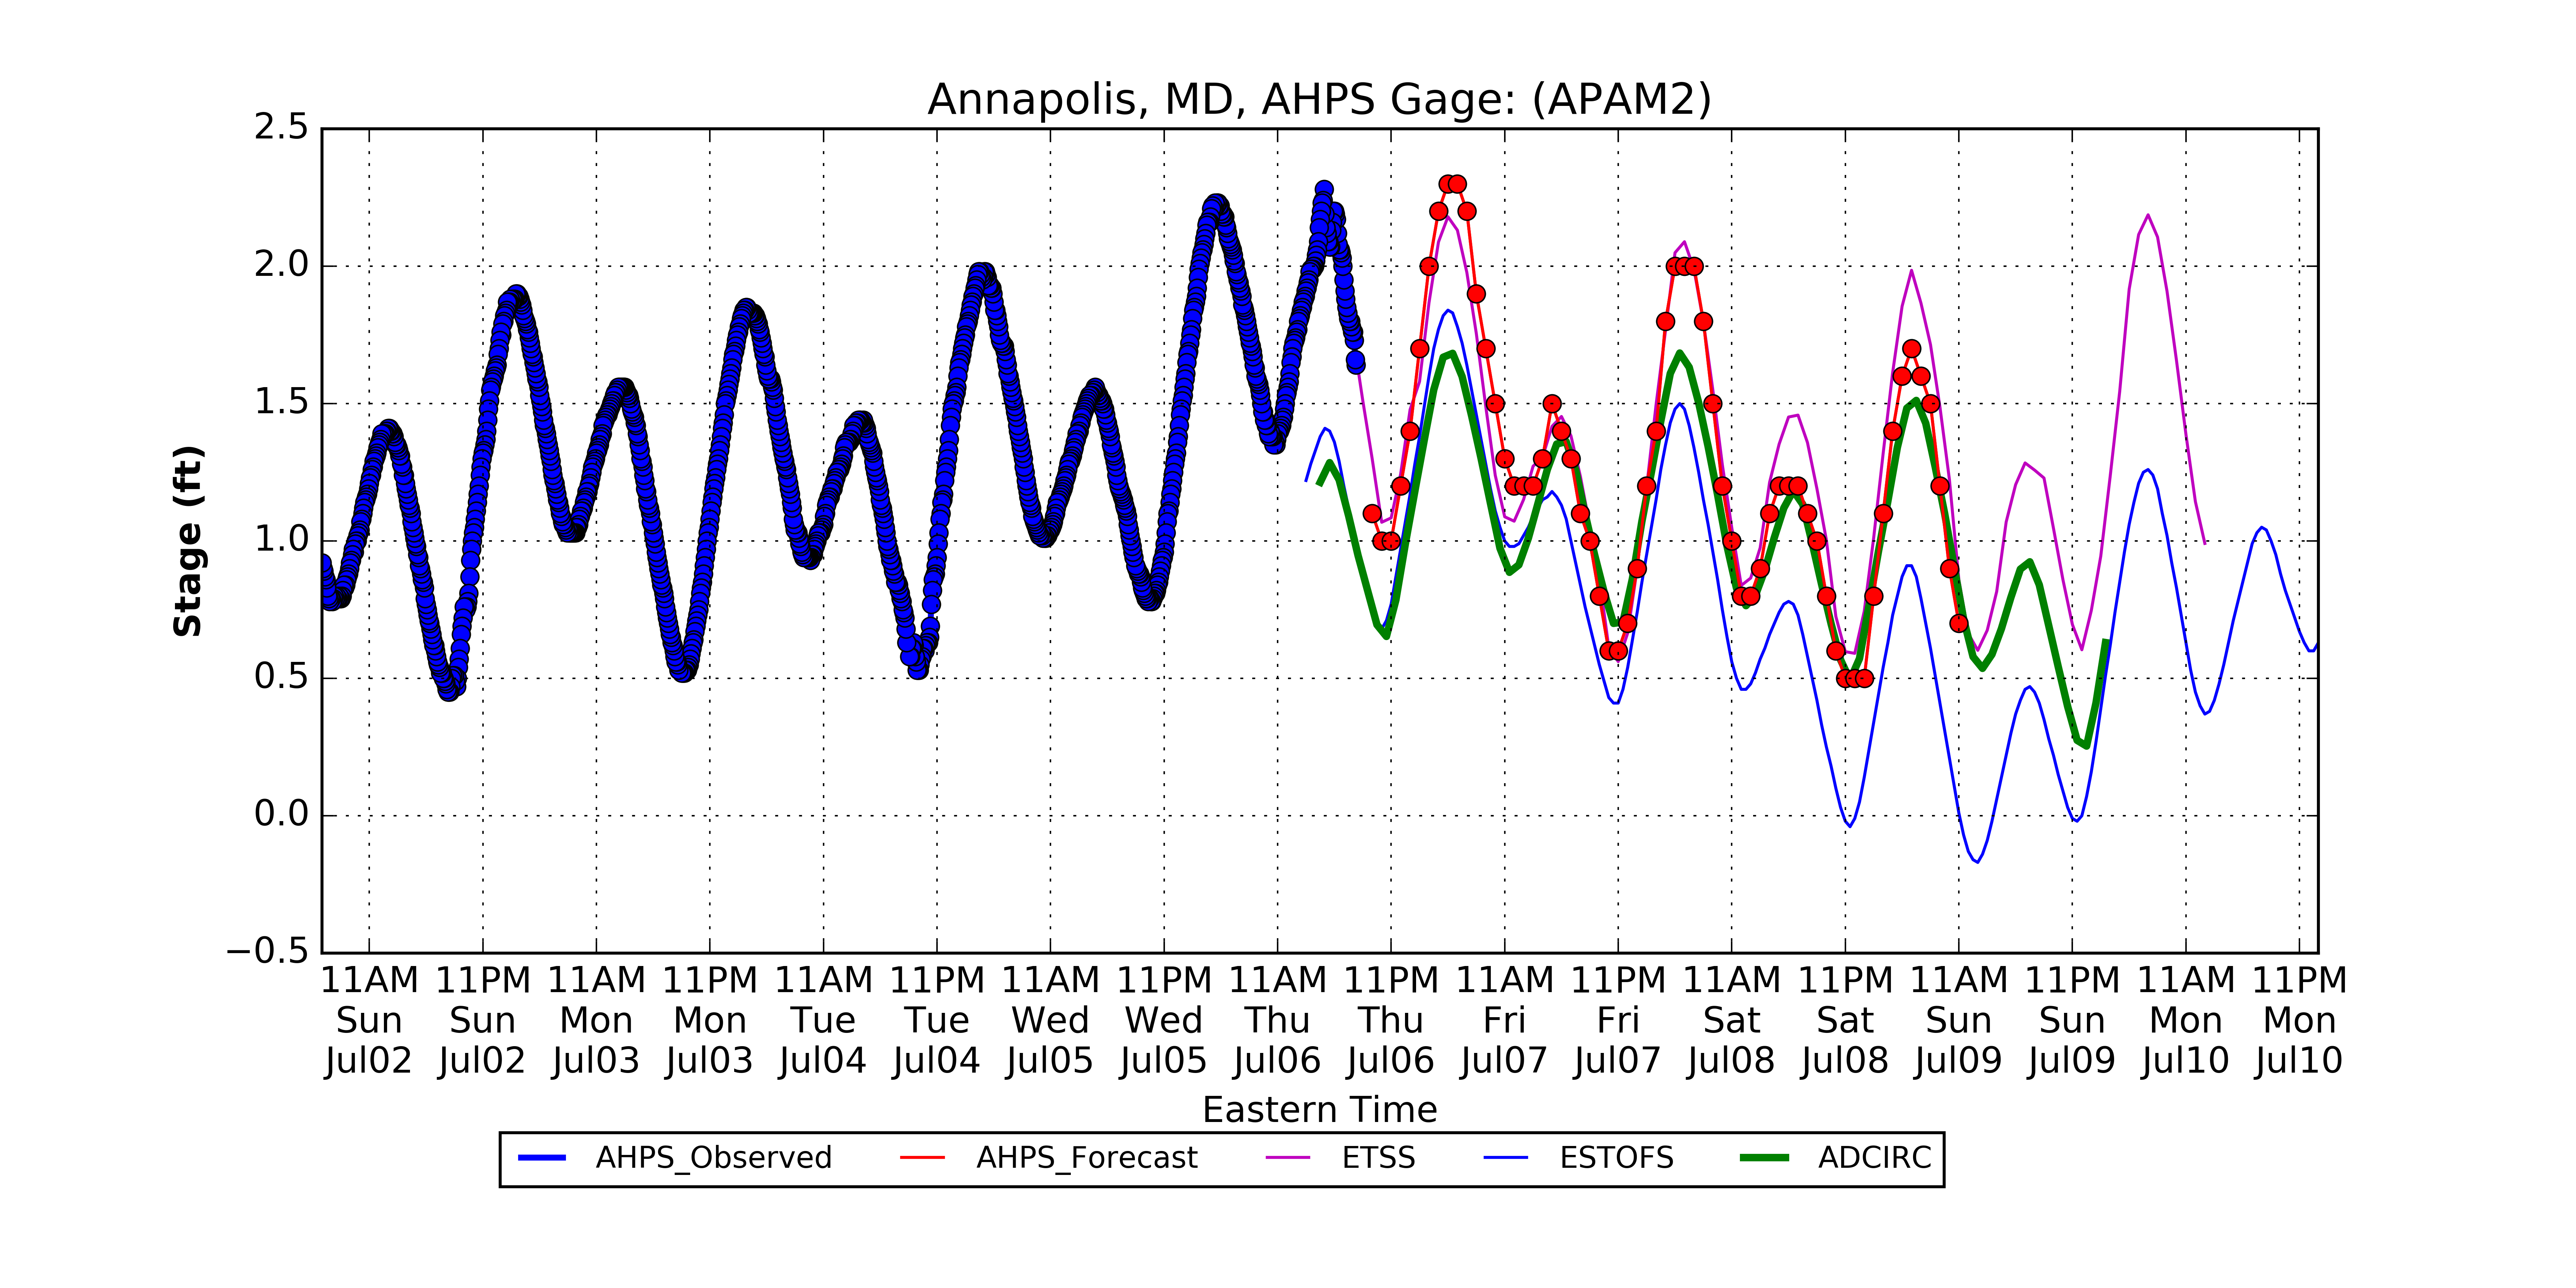 Annapolis, MD, AHPS Gage: (APAM2)
2.5
2.0
1.5
1.0
0.5
0.0
−0.5
Stage (ft)
11AM 11PM 11AM 11PM 11AM 11PM 11AM 11PM 11AM 11PM 11AM 11PM 11AM 11PM 11AM 11PM 11AM 11PM
Sun Sun Mon Mon Tue Tue Wed Wed Thu Thu Fri Fri Sat Sat Sun Sun Mon Mon
Jul02 Jul02 Jul03 Jul03 Jul04 Jul04 Jul05 Jul05 Jul06 Jul06 Jul07 Jul07 Jul08 Jul08 Jul09 Jul09 Jul10 Jul10
Eastern Time
AHPS_Observed AHPS_Forecast ETSS ESTOFS ADCIRC